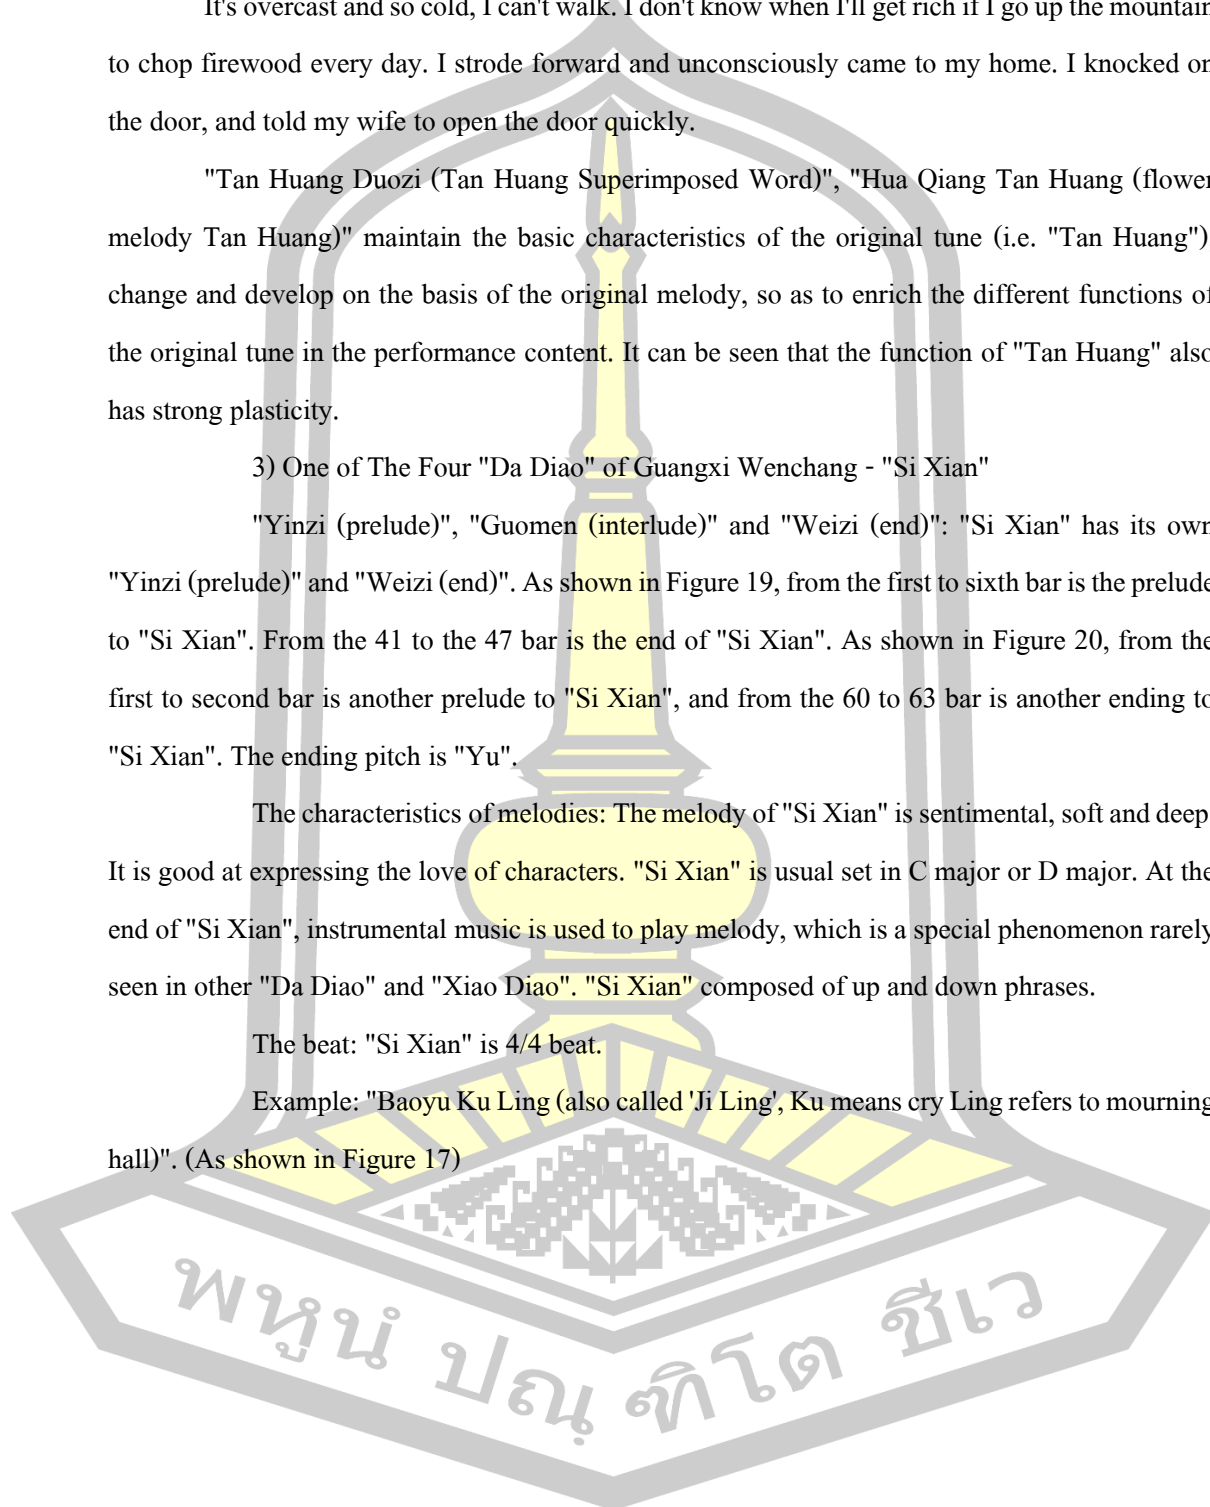 It's overcast and so cold, I can't walk. I don't know when I'll get rich if I go up the mountain
to chop firewood every day. I strode forward and unconsciously came to my home. I knocked on
the door, and told my wife to open the door quickly.
"Tan Huang Duozi (Tan Huang Superimposed Word)", "Hua Qiang Tan Huang (flower
melody Tan Huang)" maintain the basic characteristics of the original tune (i.e. "Tan Huang")
change and develop on the basis of the original melody, so as to enrich the different functions of
the original tune in the performance content. It can be seen that the function of "Tan Huang" also
has strong plasticity.
3) One of The Four "Da Diao" of Guangxi Wenchang - "Si Xian"
"Yinzi (prelude)", "Guomen (interlude)" and "Weizi (end)": "Si Xian" has its own
"Yinzi (prelude)" and "Weizi (end)". As shown in Figure 19, from the first to sixth bar is the prelude
to "Si Xian". From the 41 to the 47 bar is the end of "Si Xian". As shown in Figure 20, from the
first to second bar is another prelude to "Si Xian", and from the 60 to 63 bar is another ending to
"Si Xian". The ending pitch is "Yu".
The characteristics of melodies: The melody of "Si Xian" is sentimental, soft and deep
It is good at expressing the love of characters. "Si Xian" is usual set in C major or D major. At the
end of "Si Xian", instrumental music is used to play melody, which is a special phenomenon rarely
seen in other "Da Diao" and "Xiao Diao". "Si Xian" composed of up and down phrases.
The beat: "Si Xian" is 4/4 beat.
Example: "Baoyu Ku Ling (also called 'Ji Ling', Ku means cry Ling refers to mourning
hall)". (As shown in Figure 17)
พหูนํ ปณฺฑิโต ชีเว